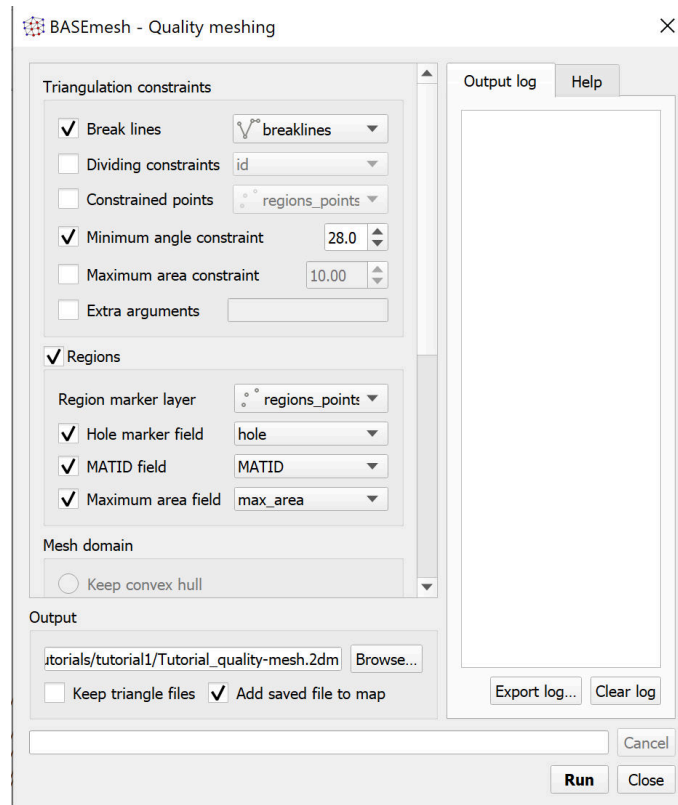 BASEmesh - Quality meshing
Triangulation constraints
Break lines breaklines
Dividing constraints id
Constrained points regions_points
Minimum angle constraint 28.0
Maximum area constraint 10.00
Extra arguments
Regions
Region marker layer regions_points
Hole marker field hole
MATID field MATID
Maximum area field max_area
Mesh domain
Keep convex hull
Output
utorials/tutorial1/Tutorial_quality-mesh.2dm Browse...
Keep triangle files Add saved file to map
Output log Help
Export log... Clear log
Cancel
Run Close